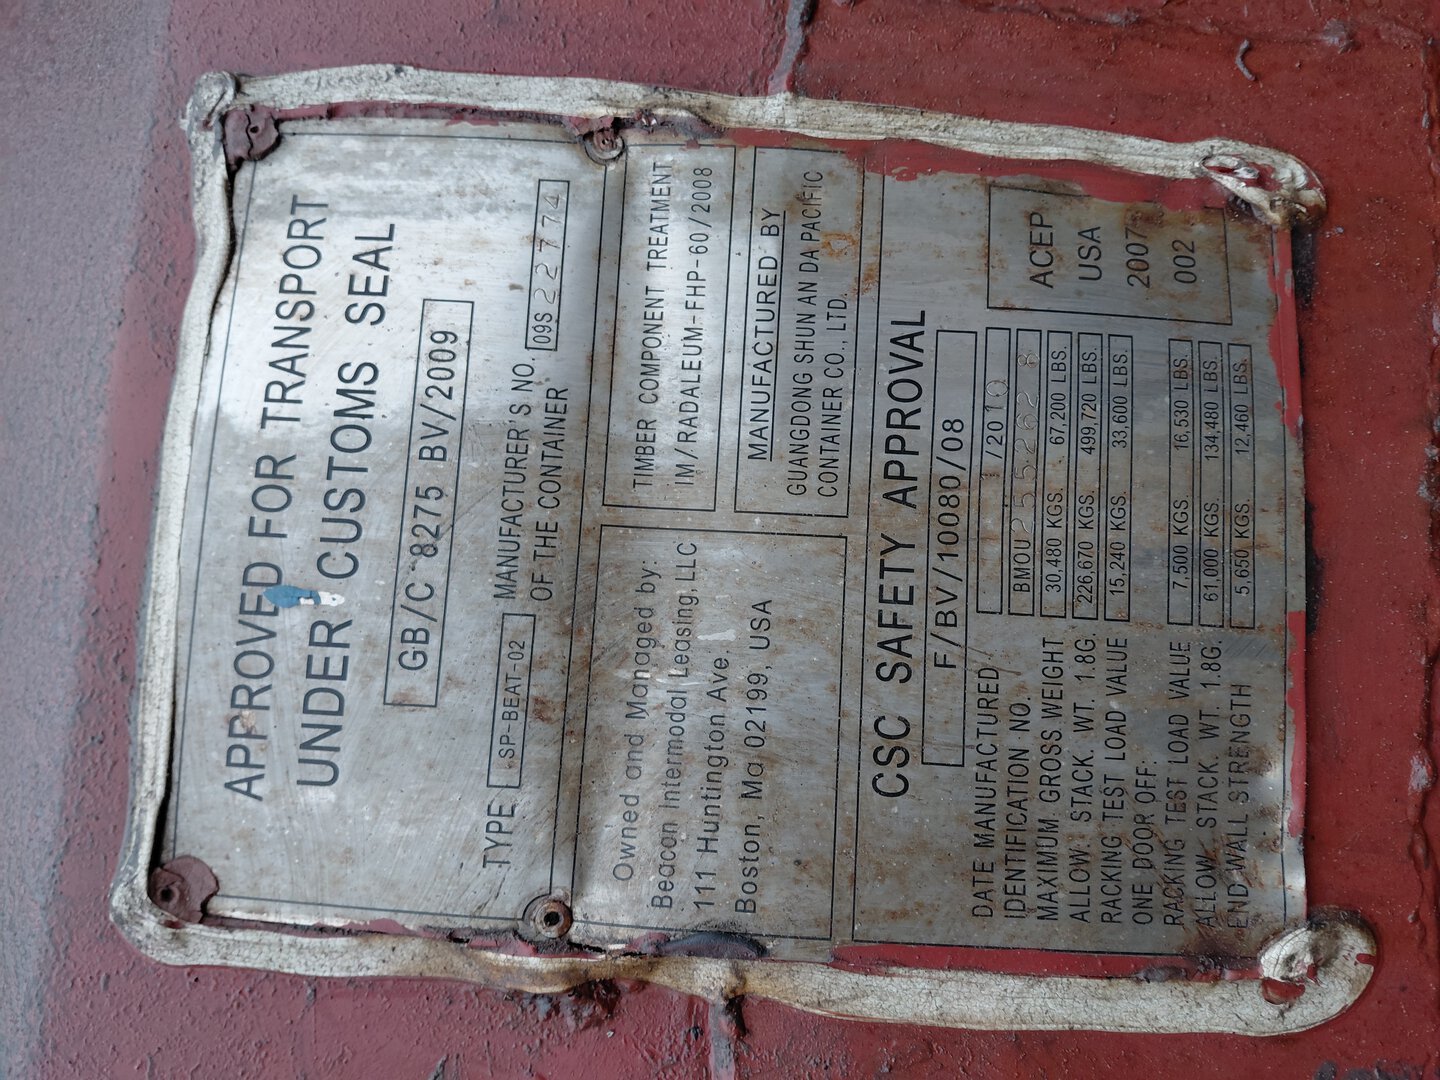 APPROVED FOR TRANSPORT
UNDER CUSTOMS SEAL
GB/C 8275 BV/2009
TYPE SP-BEAT-02 MANUFACTURER'S NO. 09S 22774
OF THE CONTAINER
Owned and Managed by:
Beacon Intermodal Leasing, LLC
111 Huntington Ave.
Boston, Ma 02199, USA
TIMBER COMPONENT TREATMENT
IM/RADALEUM-FHP-60/2008
MANUFACTURED BY
GUANGDONG SHUN AN DA PACIFIC
CONTAINER CO., LTD.
CSC SAFETY APPROVAL
F/BV/10080/08
DATE MANUFACTURED 1/2010
IDENTIFICATION NO. BMOU 255262 8
MAXIMUM GROSS WEIGHT 30,480 KGS. 67,200 LBS.
ALLOW. STACK. WT. 1.8G. 226,670 KGS. 499,720 LBS.
RACKING TEST LOAD VALUE 15,240 KGS. 33,600 LBS.
ONE DOOR OFF:
RACKING TEST LOAD VALUE 7,500 KGS. 16,530 LBS.
ALLOW. STACK. WT. 1.8G. 61,000 KGS. 134,480 LBS.
END WALL STRENGTH 5,650 KGS. 12,460 LBS.
ACEP
USA
2007
002